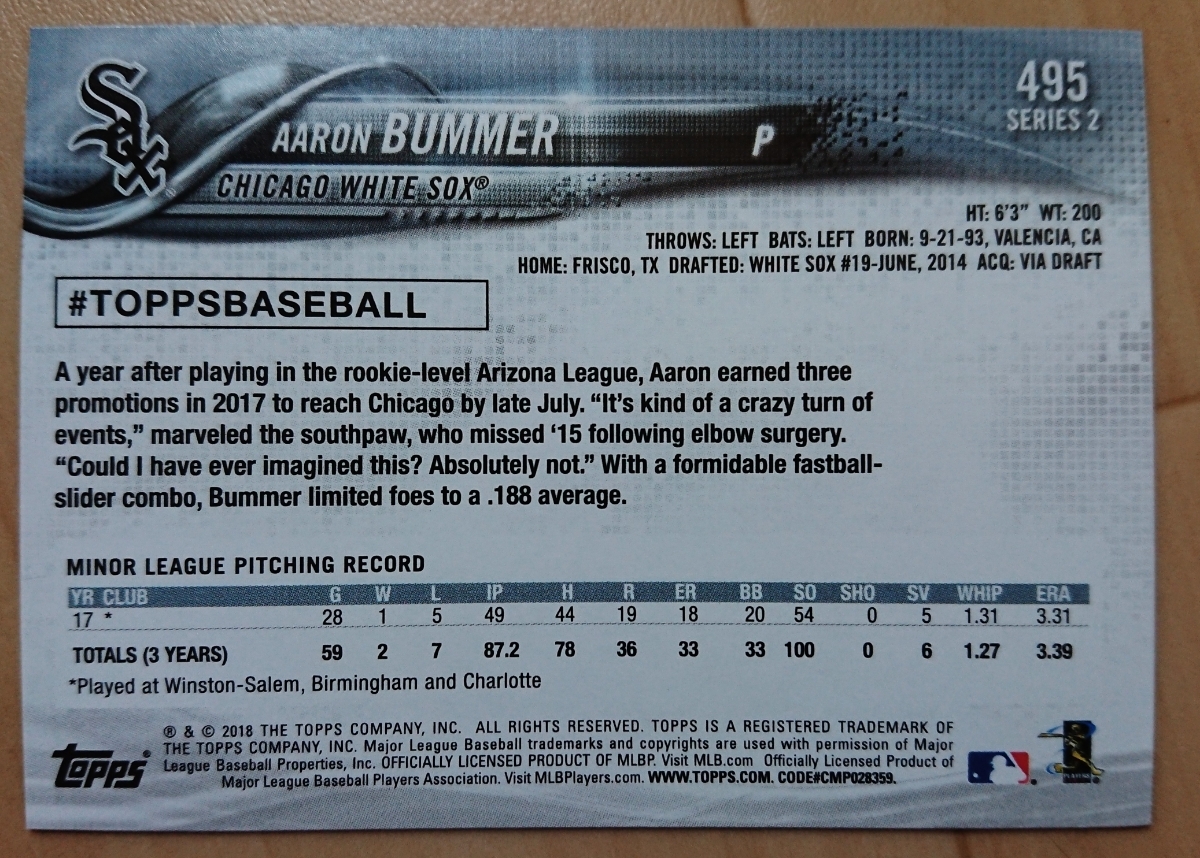 Sox
495
SERIES 2
AARON BUMMER P
CHICAGO WHITE SOX®
HT: 6'3" WT: 200
THROWS: LEFT BATS: LEFT BORN: 9-21-93, VALENCIA, CA
HOME: FRISCO, TX DRAFTED: WHITE SOX #19-JUNE, 2014 ACQ: VIA DRAFT
#TOPPSBASEBALL
A year after playing in the rookie-level Arizona League, Aaron earned three
promotions in 2017 to reach Chicago by late July. “It’s kind of a crazy turn of
events,” marveled the southpaw, who missed ‘15 following elbow surgery.
“Could I have ever imagined this? Absolutely not.” With a formidable fastball-
slider combo, Bummer limited foes to a .188 average.
MINOR LEAGUE PITCHING RECORD
YR CLUB G W L IP H R ER BB SO SHO SV WHIP ERA
17 * 28 1 5 49 44 19 18 20 54 0 5 1.31 3.31
TOTALS (3 YEARS) 59 2 7 87.2 78 36 33 33 100 0 6 1.27 3.39
*Played at Winston-Salem, Birmingham and Charlotte
® & © 2018 THE TOPPS COMPANY, INC. ALL RIGHTS RESERVED. TOPPS IS A REGISTERED TRADEMARK OF
THE TOPPS COMPANY, INC. Major League Baseball trademarks and copyrights are used with permission of Major
League Baseball Properties, Inc. OFFICIALLY LICENSED PRODUCT OF MLBP. Visit MLB.com Officially Licensed Product of
Major League Baseball Players Association. Visit MLBPlayers.com. WWW.TOPPS.COM. CODE#CMP028359.
Topps®